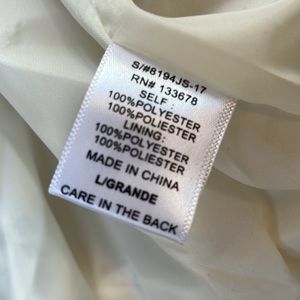 S/#8194JS-17
RN# 133678
SELF:
100%POLYESTER
100%POLIESTER
LINING:
100%POLYESTER
100%POLIESTER
MADE IN CHINA
L/GRANDE
CARE IN THE BACK